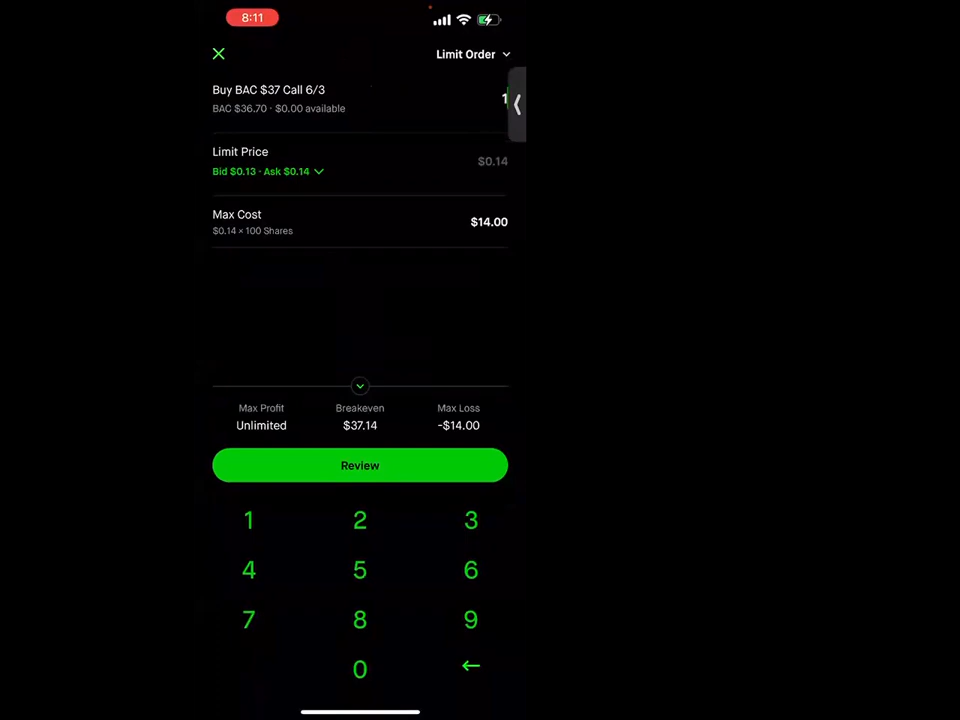 8:11
Limit Order
Buy BAC $37 Call 6/3
1
BAC $36.70 · $0.00 available
Limit Price
$0.14
Bid $0.13 · Ask $0.14
Max Cost
$14.00
$0.14 × 100 Shares
Max Profit Breakeven Max Loss
Unlimited $37.14 -$14.00
Review
1 2 3
4 5 6
7 8 9
0